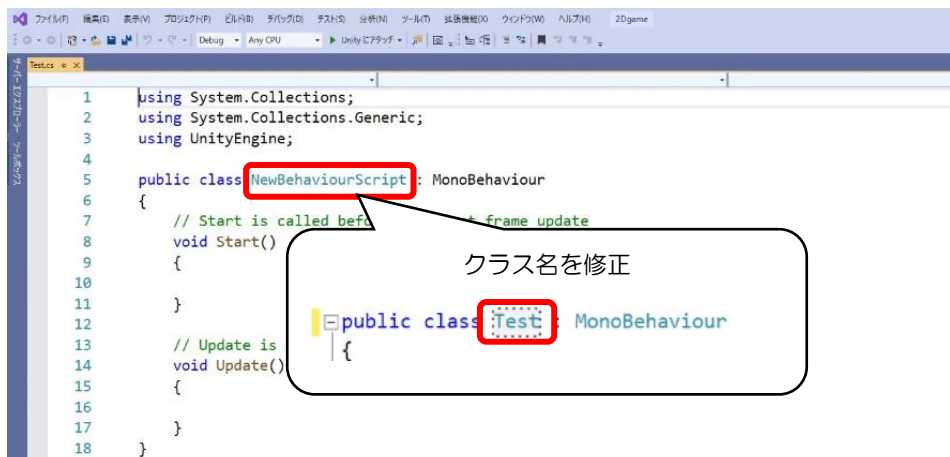 ファイル(F) 編集(E) 表示(V) プロジェクト(P) ビルド(B) デバッグ(D) テスト(S) 分析(N) ツール(T) 拡張機能(X) ウィンドウ(W) ヘルプ(H) 2Dgame
Debug Any CPU Unity にアタッチ
サーバー エクスプローラー
ツールボックス
Test.cs
1 using System.Collections;
2 using System.Collections.Generic;
3 using UnityEngine;
4
5 public class NewBehaviourScript : MonoBehaviour
6 {
7 // Start is called frame update
8 void Start()
9 {
10
11 }
12
13 // Update is
14 void Update()
15 {
16
17 }
18 }
クラス名を修正
public class Test : MonoBehaviour
{